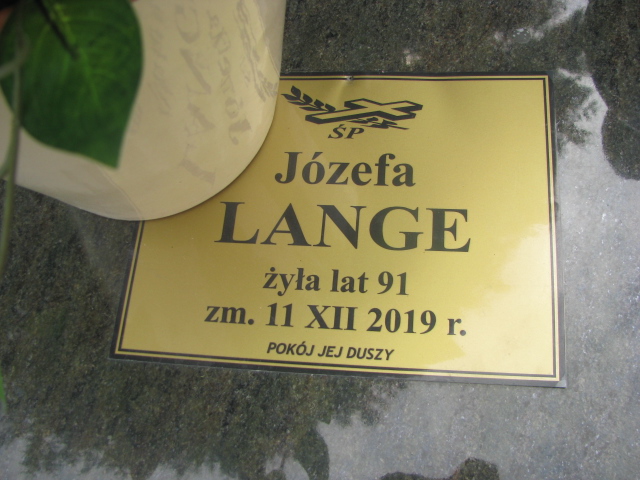 ŚP
Józefa
LANGE
żyła lat 91
zm. 11 XII 2019 r.
POKÓJ JEJ DUSZY